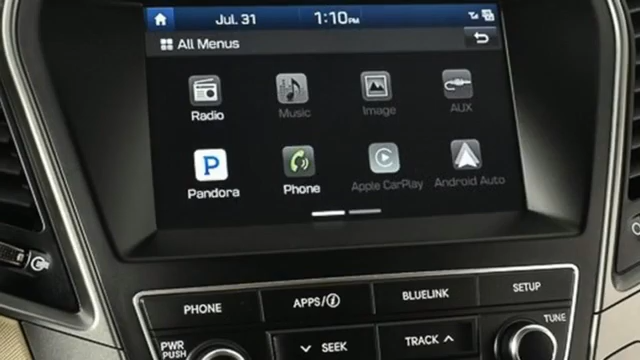 Jul. 31 1:10PM
All Menus
Radio Music Image AUX
P
Pandora Phone Apple CarPlay Android Auto
PHONE APPS/i BLUELINK SETUP
PWR
PUSH
SEEK TRACK TUNE